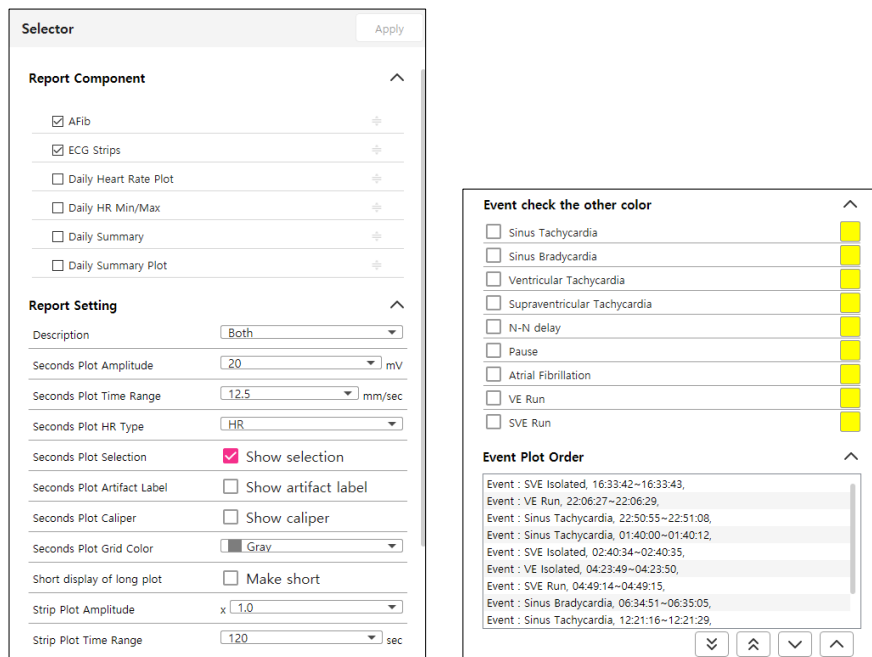 Selector
Apply
Report Component
AFib
ECG Strips
Daily Heart Rate Plot
Daily HR Min/Max
Daily Summary
Daily Summary Plot
Report Setting
Description Both
Seconds Plot Amplitude 20 mV
Seconds Plot Time Range 12.5 mm/sec
Seconds Plot HR Type HR
Seconds Plot Selection Show selection
Seconds Plot Artifact Label Show artifact label
Seconds Plot Caliper Show caliper
Seconds Plot Grid Color Gray
Short display of long plot Make short
Strip Plot Amplitude x 1.0
Strip Plot Time Range 120 sec
Event check the other color
Sinus Tachycardia
Sinus Bradycardia
Ventricular Tachycardia
Supraventricular Tachycardia
N-N delay
Pause
Atrial Fibrillation
VE Run
SVE Run
Event Plot Order
Event : SVE Isolated, 16:33:42~16:33:43,
Event : VE Run, 22:06:27~22:06:29,
Event : Sinus Tachycardia, 22:50:55~22:51:08,
Event : Sinus Tachycardia, 01:40:00~01:40:12,
Event : SVE Isolated, 02:40:34~02:40:35,
Event : VE Isolated, 04:23:49~04:23:50,
Event : SVE Run, 04:49:14~04:49:15,
Event : Sinus Bradycardia, 06:34:51~06:35:05,
Event : Sinus Tachycardia, 12:21:16~12:21:29,